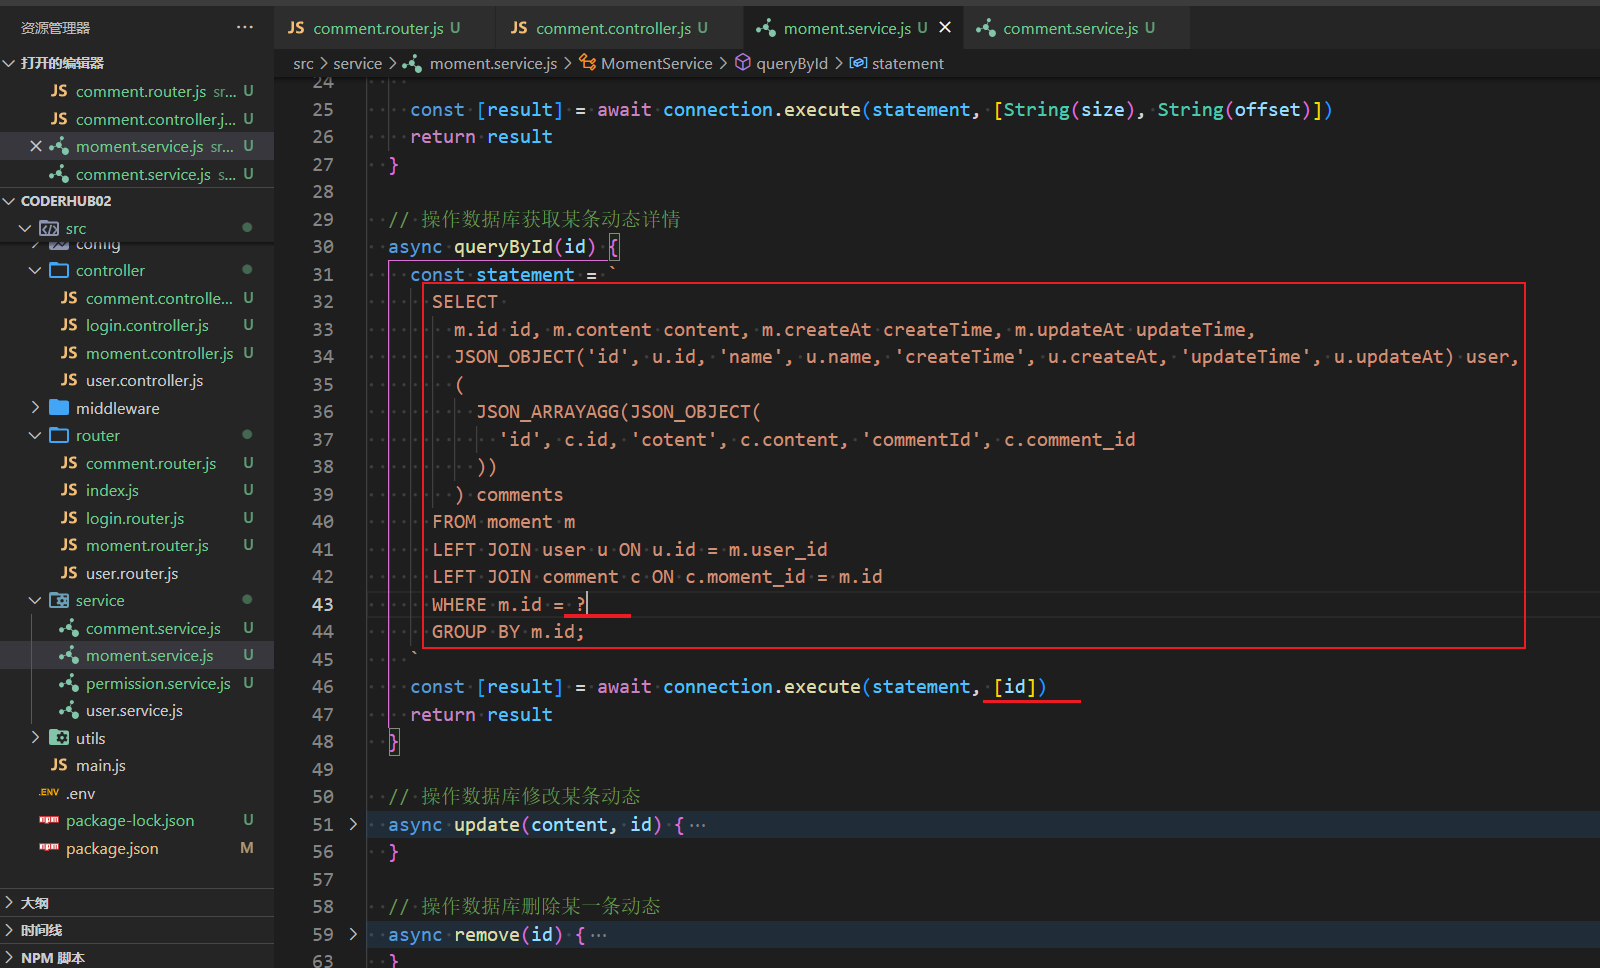 资源管理器 ···
打开的编辑器
JS comment.router.js sr... U
JS comment.controller.j... U
moment.service.js sr... U
comment.service.js s... U
CODERHUB02
src
config
controller
JS comment.controlle... U
JS login.controller.js U
JS moment.controller.js U
JS user.controller.js
middleware
router
JS comment.router.js U
JS index.js U
JS login.router.js U
JS moment.router.js U
JS user.router.js
service
comment.service.js U
moment.service.js U
permission.service.js U
user.service.js
utils
JS main.js
.ENV .env
npm package-lock.json U
npm package.json M
大纲
时间线
NPM 脚本
JS comment.router.js U JS comment.controller.js U moment.service.js U comment.service.js U
src > service > moment.service.js > MomentService > queryById > statement
24
25 const [result] = await connection.execute(statement, [String(size), String(offset)])
26 return result
27 }
28
29 // 操作数据库获取某条动态详情
30 async queryById(id) {
31 const statement = `
32 SELECT
33 m.id id, m.content content, m.createAt createTime, m.updateAt updateTime,
34 JSON_OBJECT('id', u.id, 'name', u.name, 'createTime', u.createAt, 'updateTime', u.updateAt) user,
35 (
36 JSON_ARRAYAGG(JSON_OBJECT(
37 'id', c.id, 'cotent', c.content, 'commentId', c.comment_id
38 ))
39 ) comments
40 FROM moment m
41 LEFT JOIN user u ON u.id = m.user_id
42 LEFT JOIN comment c ON c.moment_id = m.id
43 WHERE m.id = ?
44 GROUP BY m.id;
45 `
46 const [result] = await connection.execute(statement, [id])
47 return result
48 }
49
50 // 操作数据库修改某条动态
51 async update(content, id) { ···
56 }
57
58 // 操作数据库删除某一条动态
59 async remove(id) { ···
63 }